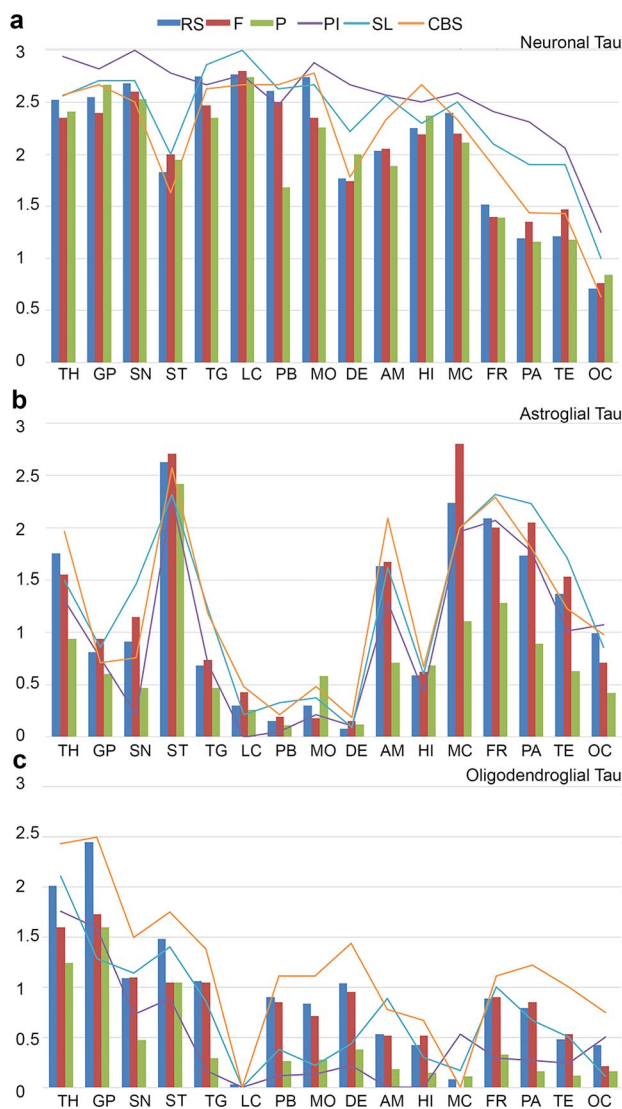 a
RS F P PI SL CBS
Neuronal Tau
3
2.5
2
1.5
1
0.5
0
TH GP SN ST TG LC PB MO DE AM HI MC FR PA TE OC
b
Astroglial Tau
3
2.5
2
1.5
1
0.5
0
TH GP SN ST TG LC PB MO DE AM HI MC FR PA TE OC
c
Oligodendroglial Tau
3
2.5
2
1.5
1
0.5
0
TH GP SN ST TG LC PB MO DE AM HI MC FR PA TE OC